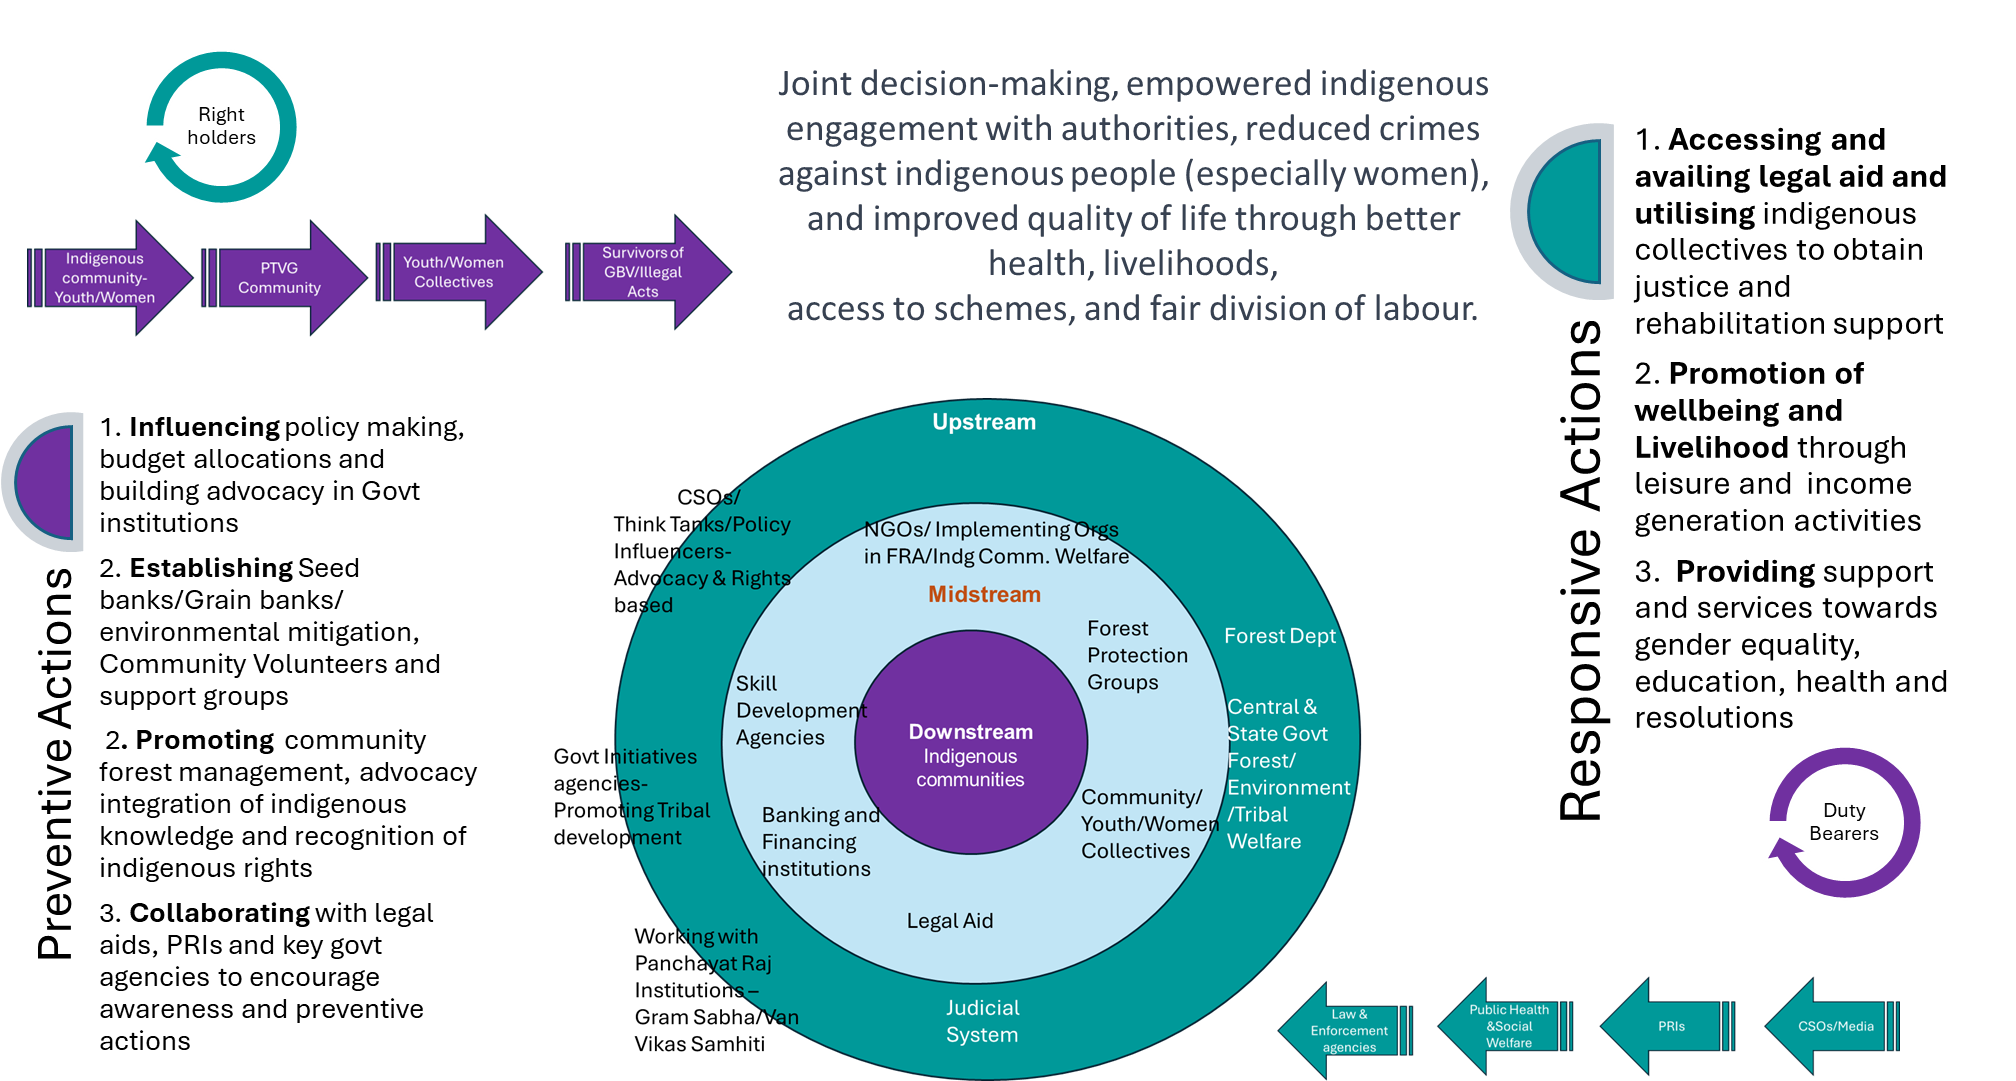 Right
holders
Joint decision-making, empowered indigenous
engagement with authorities, reduced crimes
against indigenous people (especially women),
and improved quality of life through better
health, livelihoods,
access to schemes, and fair division of labour.
Indigenous
community-
Youth/Women
PTVG
Community
Youth/Women
Collectives
Survivors of
GBV/Illegal
Acts
Preventive Actions
1. Influencing policy making,
budget allocations and
building advocacy in Govt
institutions
2. Establishing Seed
banks/Grain banks/
environmental mitigation,
Community Volunteers and
support groups
2. Promoting community
forest management, advocacy
integration of indigenous
knowledge and recognition of
indigenous rights
3. Collaborating with legal
aids, PRIs and key govt
agencies to encourage
awareness and preventive
actions
Upstream
CSOs/
Think Tanks/Policy
Influencers-
Advocacy & Rights
based
NGOs/ Implementing Orgs
in FRA/Indg Comm. Welfare
Midstream
Forest
Protection
Groups
Forest Dept
Skill
Development
Agencies
Downstream
Indigenous
communities
Central &
State Govt
Forest/
Environment
/Tribal
Welfare
Govt Initiatives
agencies-
Promoting Tribal
development
Banking and
Financing
institutions
Community/
Youth/Women
Collectives
Legal Aid
Working with
Panchayat Raj
Institutions –
Gram Sabha/Van
Vikas Samhiti
Judicial
System
Responsive Actions
1. Accessing and
availing legal aid and
utilising indigenous
collectives to obtain
justice and
rehabilitation support
2. Promotion of
wellbeing and
Livelihood through
leisure and income
generation activities
3. Providing support
and services towards
gender equality,
education, health and
resolutions
Duty
Bearers
Law &
Enforcement
agencies
Public Health
&Social
Welfare
PRIs
CSOs/Media